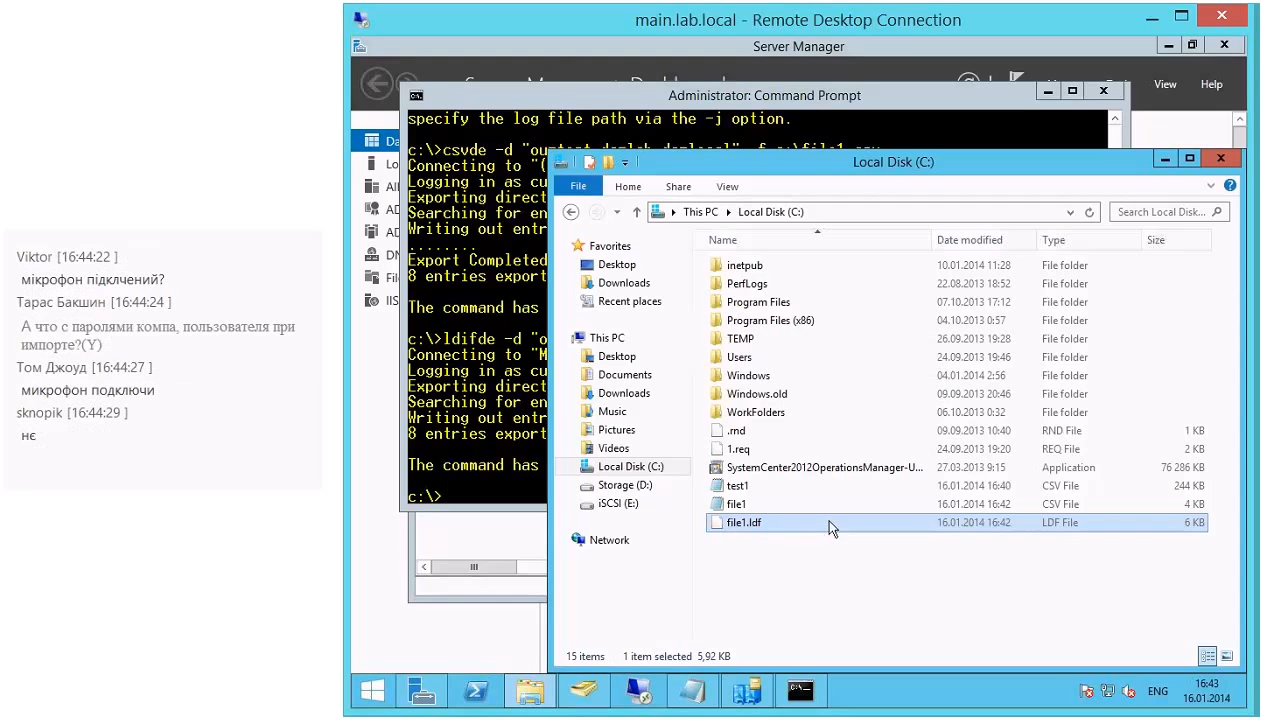 main.lab.local - Remote Desktop Connection
Server Manager
View Help
Administrator: Command Prompt
specify the log file path via the -j option.
c:\>csvde -d
Connecting to "(
Logging in as cu
Exporting direct
Searching for en
Writing out entr
........
Export Completed
8 entries export
The command has
c:\>ldifde -d "o
Connecting to "M
Logging in as cu
Exporting direct
Searching for en
Writing out entr
8 entries export
The command has
c:\>
Local Disk (C:)
File Home Share View
This PC Local Disk (C:) Search Local Disk...
Name Date modified Type Size
Favorites
Desktop
Downloads
Recent places
This PC
Desktop
Documents
Downloads
Music
Pictures
Videos
Local Disk (C:)
Storage (D:)
iSCSI (E:)
Network
inetpub 10.01.2014 11:28 File folder
PerfLogs 22.08.2013 18:52 File folder
Program Files 07.10.2013 17:12 File folder
Program Files (x86) 04.10.2013 0:57 File folder
TEMP 26.09.2013 19:28 File folder
Users 24.09.2013 19:46 File folder
Windows 04.01.2014 2:56 File folder
Windows.old 09.09.2013 20:46 File folder
WorkFolders 06.10.2013 0:32 File folder
.rnd 09.09.2013 10:40 RND File 1 KB
1.req 24.09.2013 19:20 REQ File 2 KB
SystemCenter2012OperationsManager-U... 27.03.2013 9:15 Application 76 286 KB
test1 16.01.2014 16:40 CSV File 244 KB
file1 16.01.2014 16:42 CSV File 4 KB
file1.ldf 16.01.2014 16:42 LDF File 6 KB
15 items 1 item selected 5,92 KB
ENG
16:43
16.01.2014
Viktor [16:44:22 ]
мікрофон підклчений?
Тарас Бакшин [16:44:24 ]
А что с паролями компа, пользователя при
импорте?(Y)
Том Джоуд [16:44:27 ]
микрофон подключи
sknopik [16:44:29 ]
нє